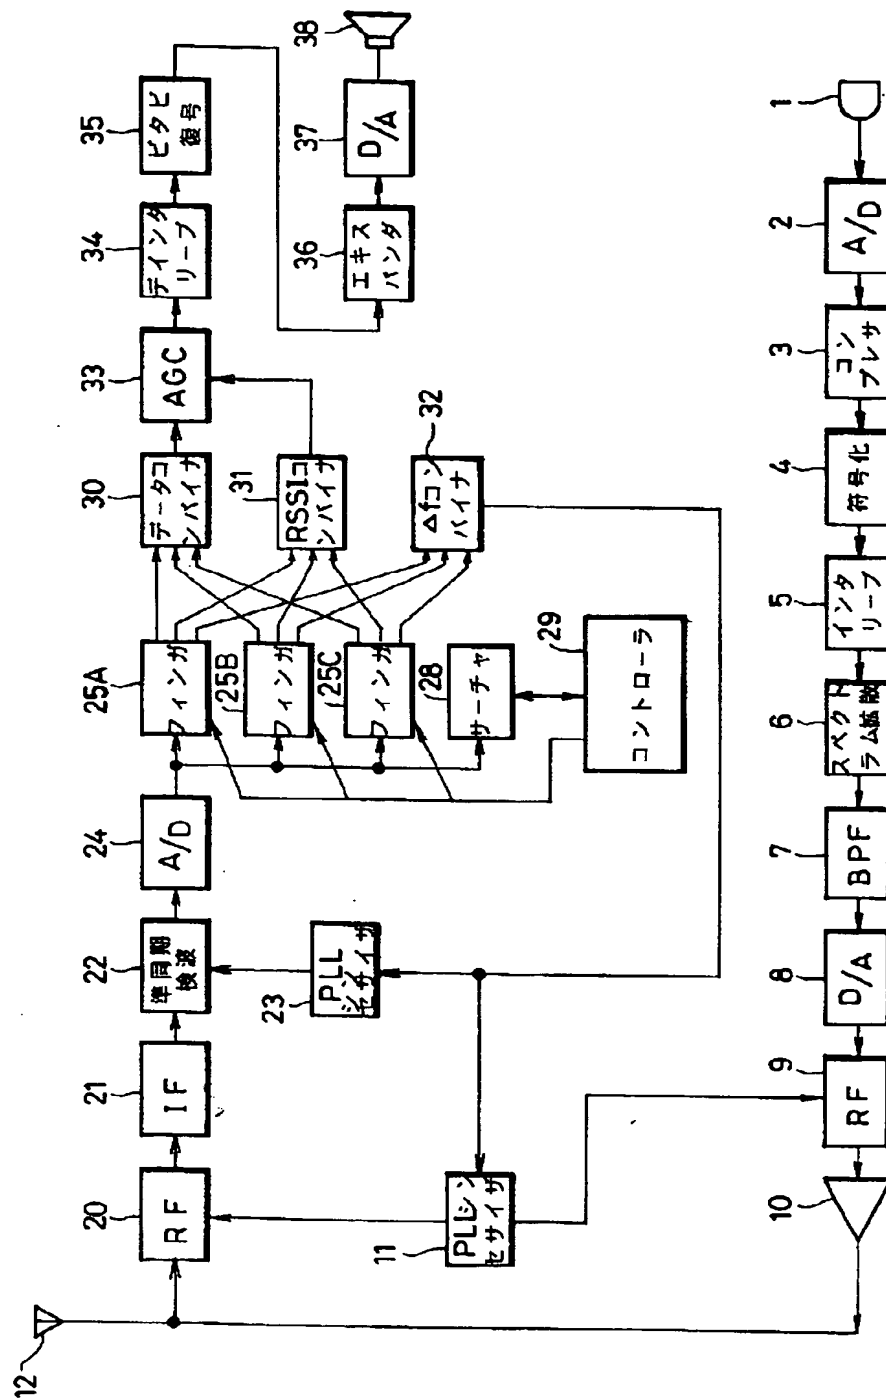 12
20
RF
21
IF
22
準同期
検波
24
A/D
25A
フィンガ
30
データコ
ンバイナ
33
AGC
34
デインタ
リーブ
35
ビタビ
復号
25B
フィンガ
31
RSSIコ
ンバイナ
23
PLL
シン
セサイザ
25C
フィンガ
36
エキス
パンダ
37
D/A
38
28
サーチャ
32
Δfコン
バイナ
11
PLLシン
セサイザ
29
コントローラ
10
9
RF
8
D/A
7
BPF
6
スペクト
ラム拡散
5
インタ
リーブ
4
符号化
3
コン
プレサ
2
A/D
1